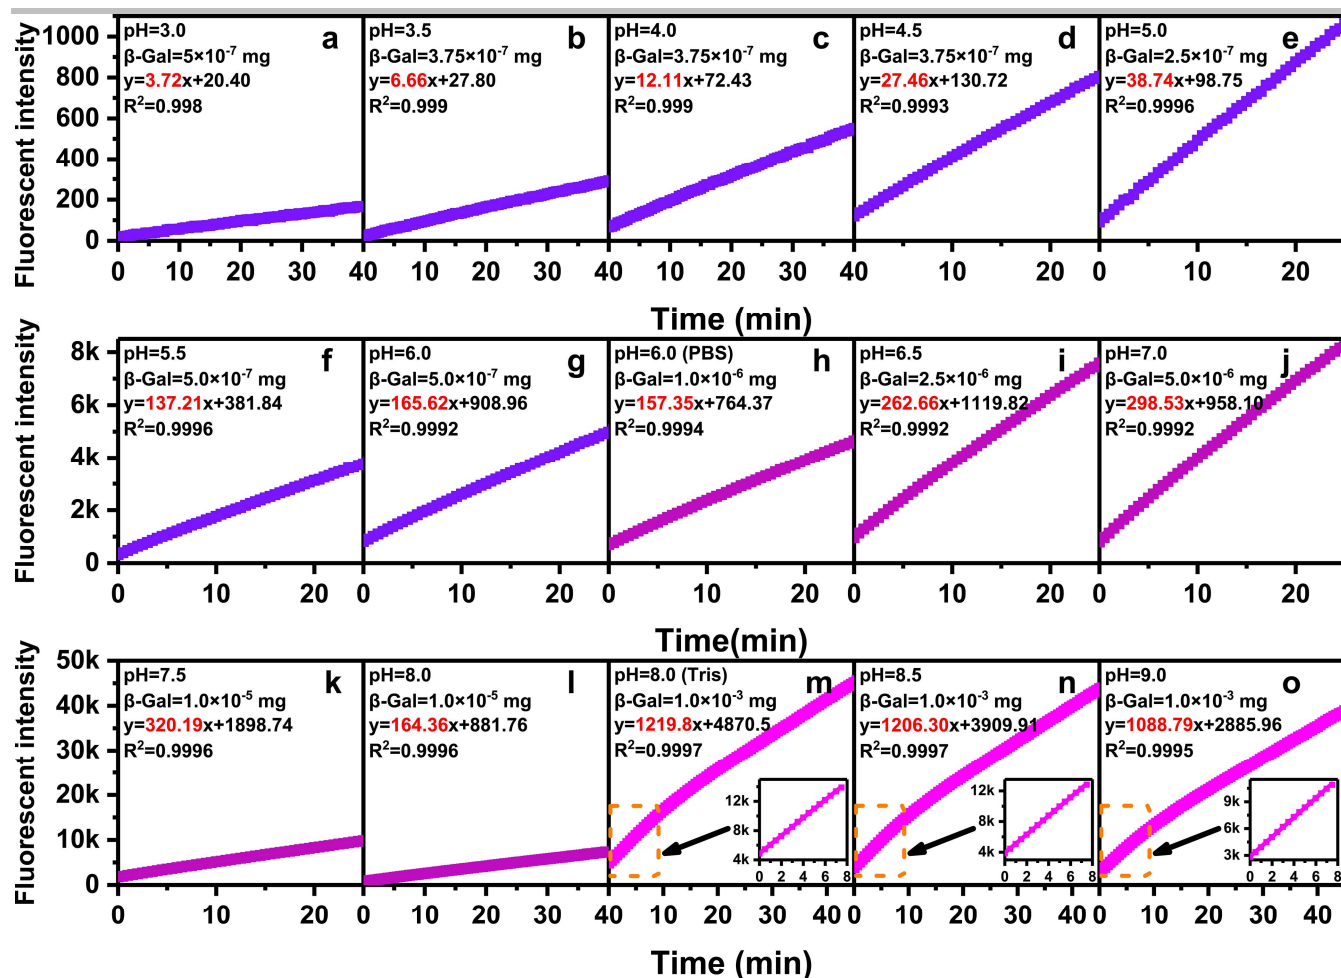 Fluorescent intensity
1000
800
600
400
200
0
pH=3.0
a
β-Gal=5×10⁻⁷ mg
y=3.72x+20.40
R²=0.998
pH=3.5
b
β-Gal=3.75×10⁻⁷ mg
y=6.66x+27.80
R²=0.999
pH=4.0
c
β-Gal=3.75×10⁻⁷ mg
y=12.11x+72.43
R²=0.999
pH=4.5
d
β-Gal=3.75×10⁻⁷ mg
y=27.46x+130.72
R²=0.9993
pH=5.0
e
β-Gal=2.5×10⁻⁷ mg
y=38.74x+98.75
R²=0.9996
0 10 20 30 0 10 20 30 40 10 20 30 40 20 0 10 20
Time (min)
Fluorescent intensity
8k
6k
4k
2k
0
pH=5.5
f
β-Gal=5.0×10⁻⁷ mg
y=137.21x+381.84
R²=0.9996
pH=6.0
g
β-Gal=5.0×10⁻⁷ mg
y=165.62x+908.96
R²=0.9992
pH=6.0 (PBS)
h
β-Gal=1.0×10⁻⁶ mg
y=157.35x+764.37
R²=0.9994
pH=6.5
i
β-Gal=2.5×10⁻⁶ mg
y=262.66x+1119.82
R²=0.9992
pH=7.0
j
β-Gal=5.0×10⁻⁶ mg
y=298.53x+958.10
R²=0.9992
0 10 20 0 10 20 0 10 20 0 10 20 0 10 20
Time(min)
Fluorescent intensity
50k
40k
30k
20k
10k
0
pH=7.5
k
β-Gal=1.0×10⁻⁵ mg
y=320.19x+1898.74
R²=0.9996
pH=8.0
l
β-Gal=1.0×10⁻⁵ mg
y=164.36x+881.76
R²=0.9996
pH=8.0 (Tris)
m
β-Gal=1.0×10⁻³ mg
y=1219.8x+4870.5
R²=0.9997
12k
8k
4k
0 2 4 6 8
pH=8.5
n
β-Gal=1.0×10⁻³ mg
y=1206.30x+3909.91
R²=0.9997
12k
8k
4k
0 2 4 6 8
pH=9.0
o
β-Gal=1.0×10⁻³ mg
y=1088.79x+2885.96
R²=0.9995
9k
6k
3k
0 2 4 6 8
0 10 20 0 10 20 0 10 20 30 40 0 10 20 30 40 0 10 20 30 40
Time (min)